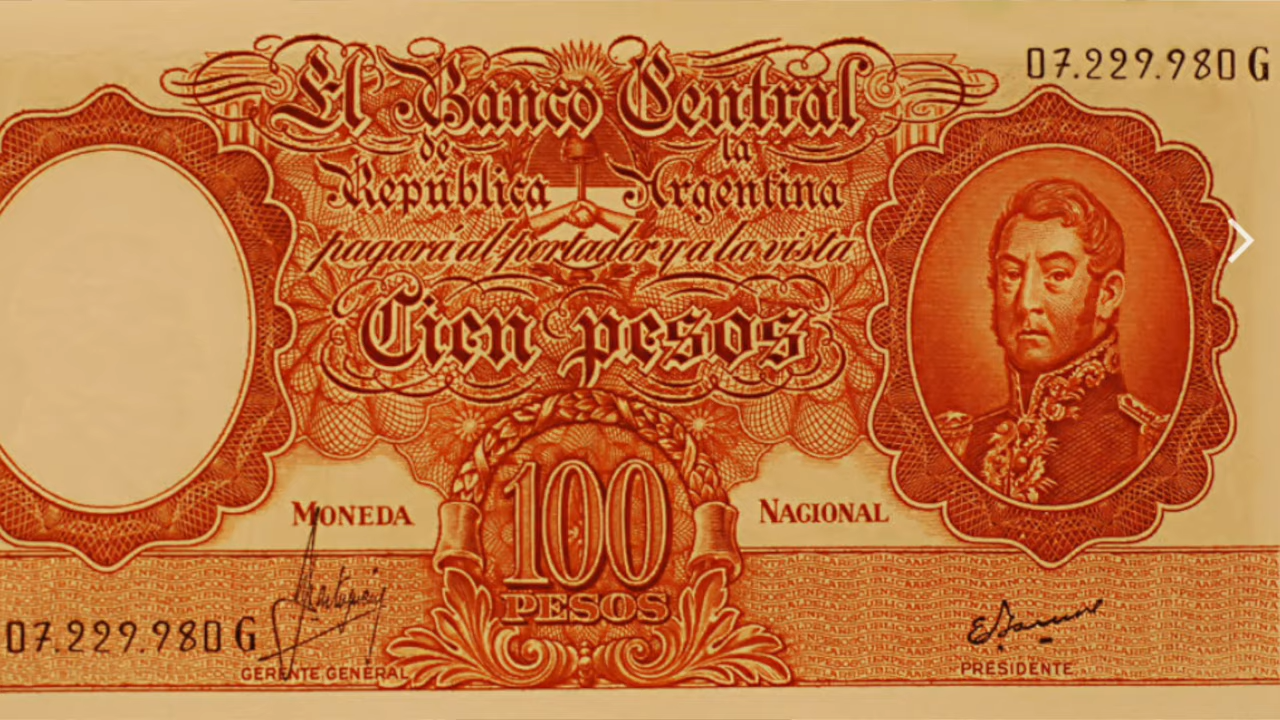 07.229.980 G
El Banco Central
de la
República Argentina
pagará al portador y a la vista
Cien pesos
MONEDA NACIONAL
100
PESOS
07.229.980 G
GERENTE GENERAL
PRESIDENTE